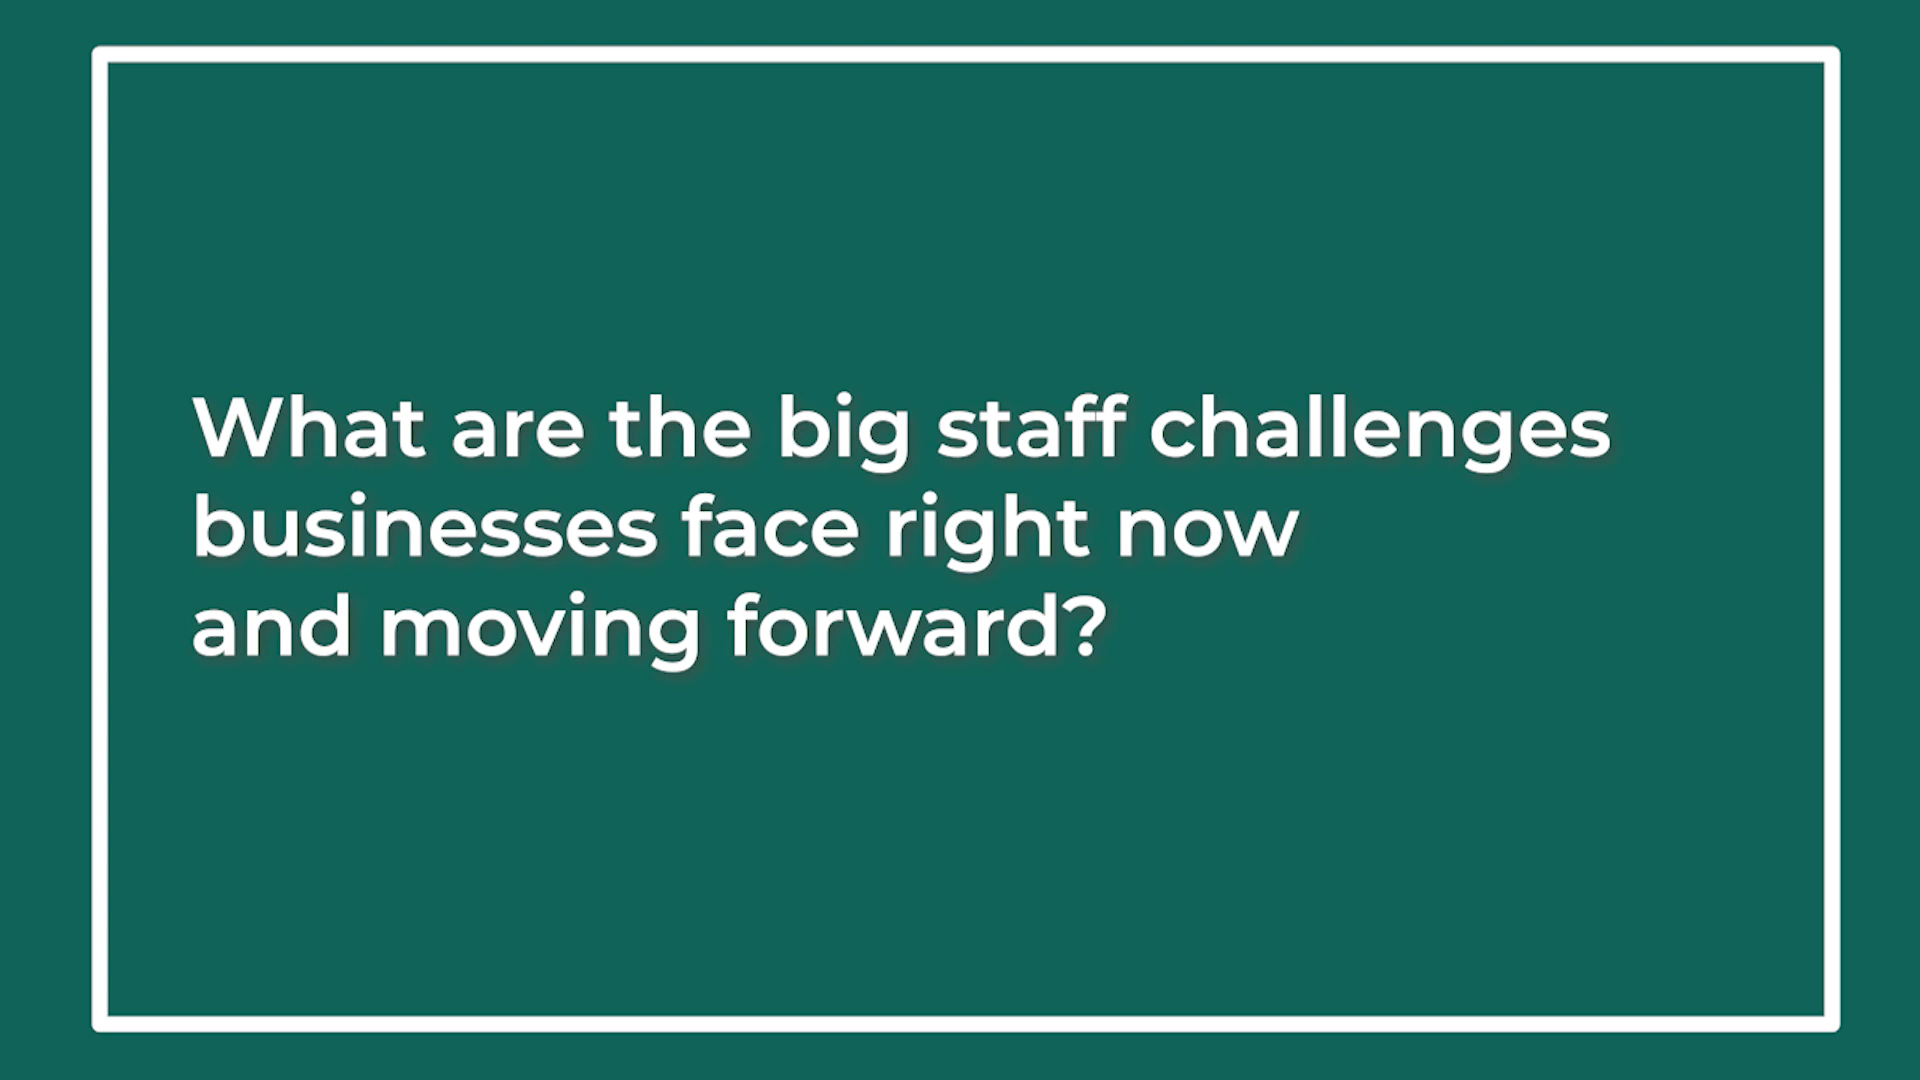 What are the big staff challenges
businesses face right now
and moving forward?